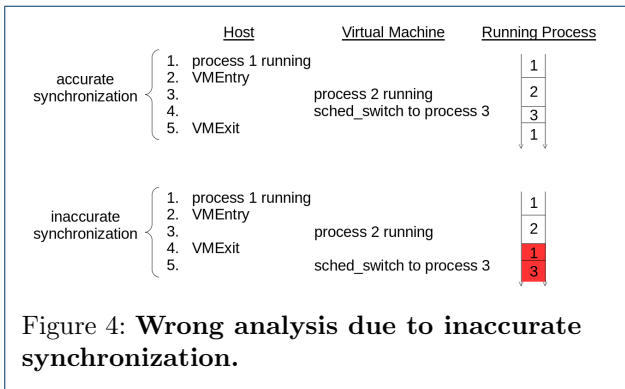 Host Virtual Machine Running Process
accurate
synchronization
1. process 1 running
2. VMEntry
3. process 2 running
4. sched_switch to process 3
5. VMExit
1
2
3
1
inaccurate
synchronization
1. process 1 running
2. VMEntry
3. process 2 running
4. VMExit
5. sched_switch to process 3
1
2
1
3
Figure 4: Wrong analysis due to inaccurate
synchronization.